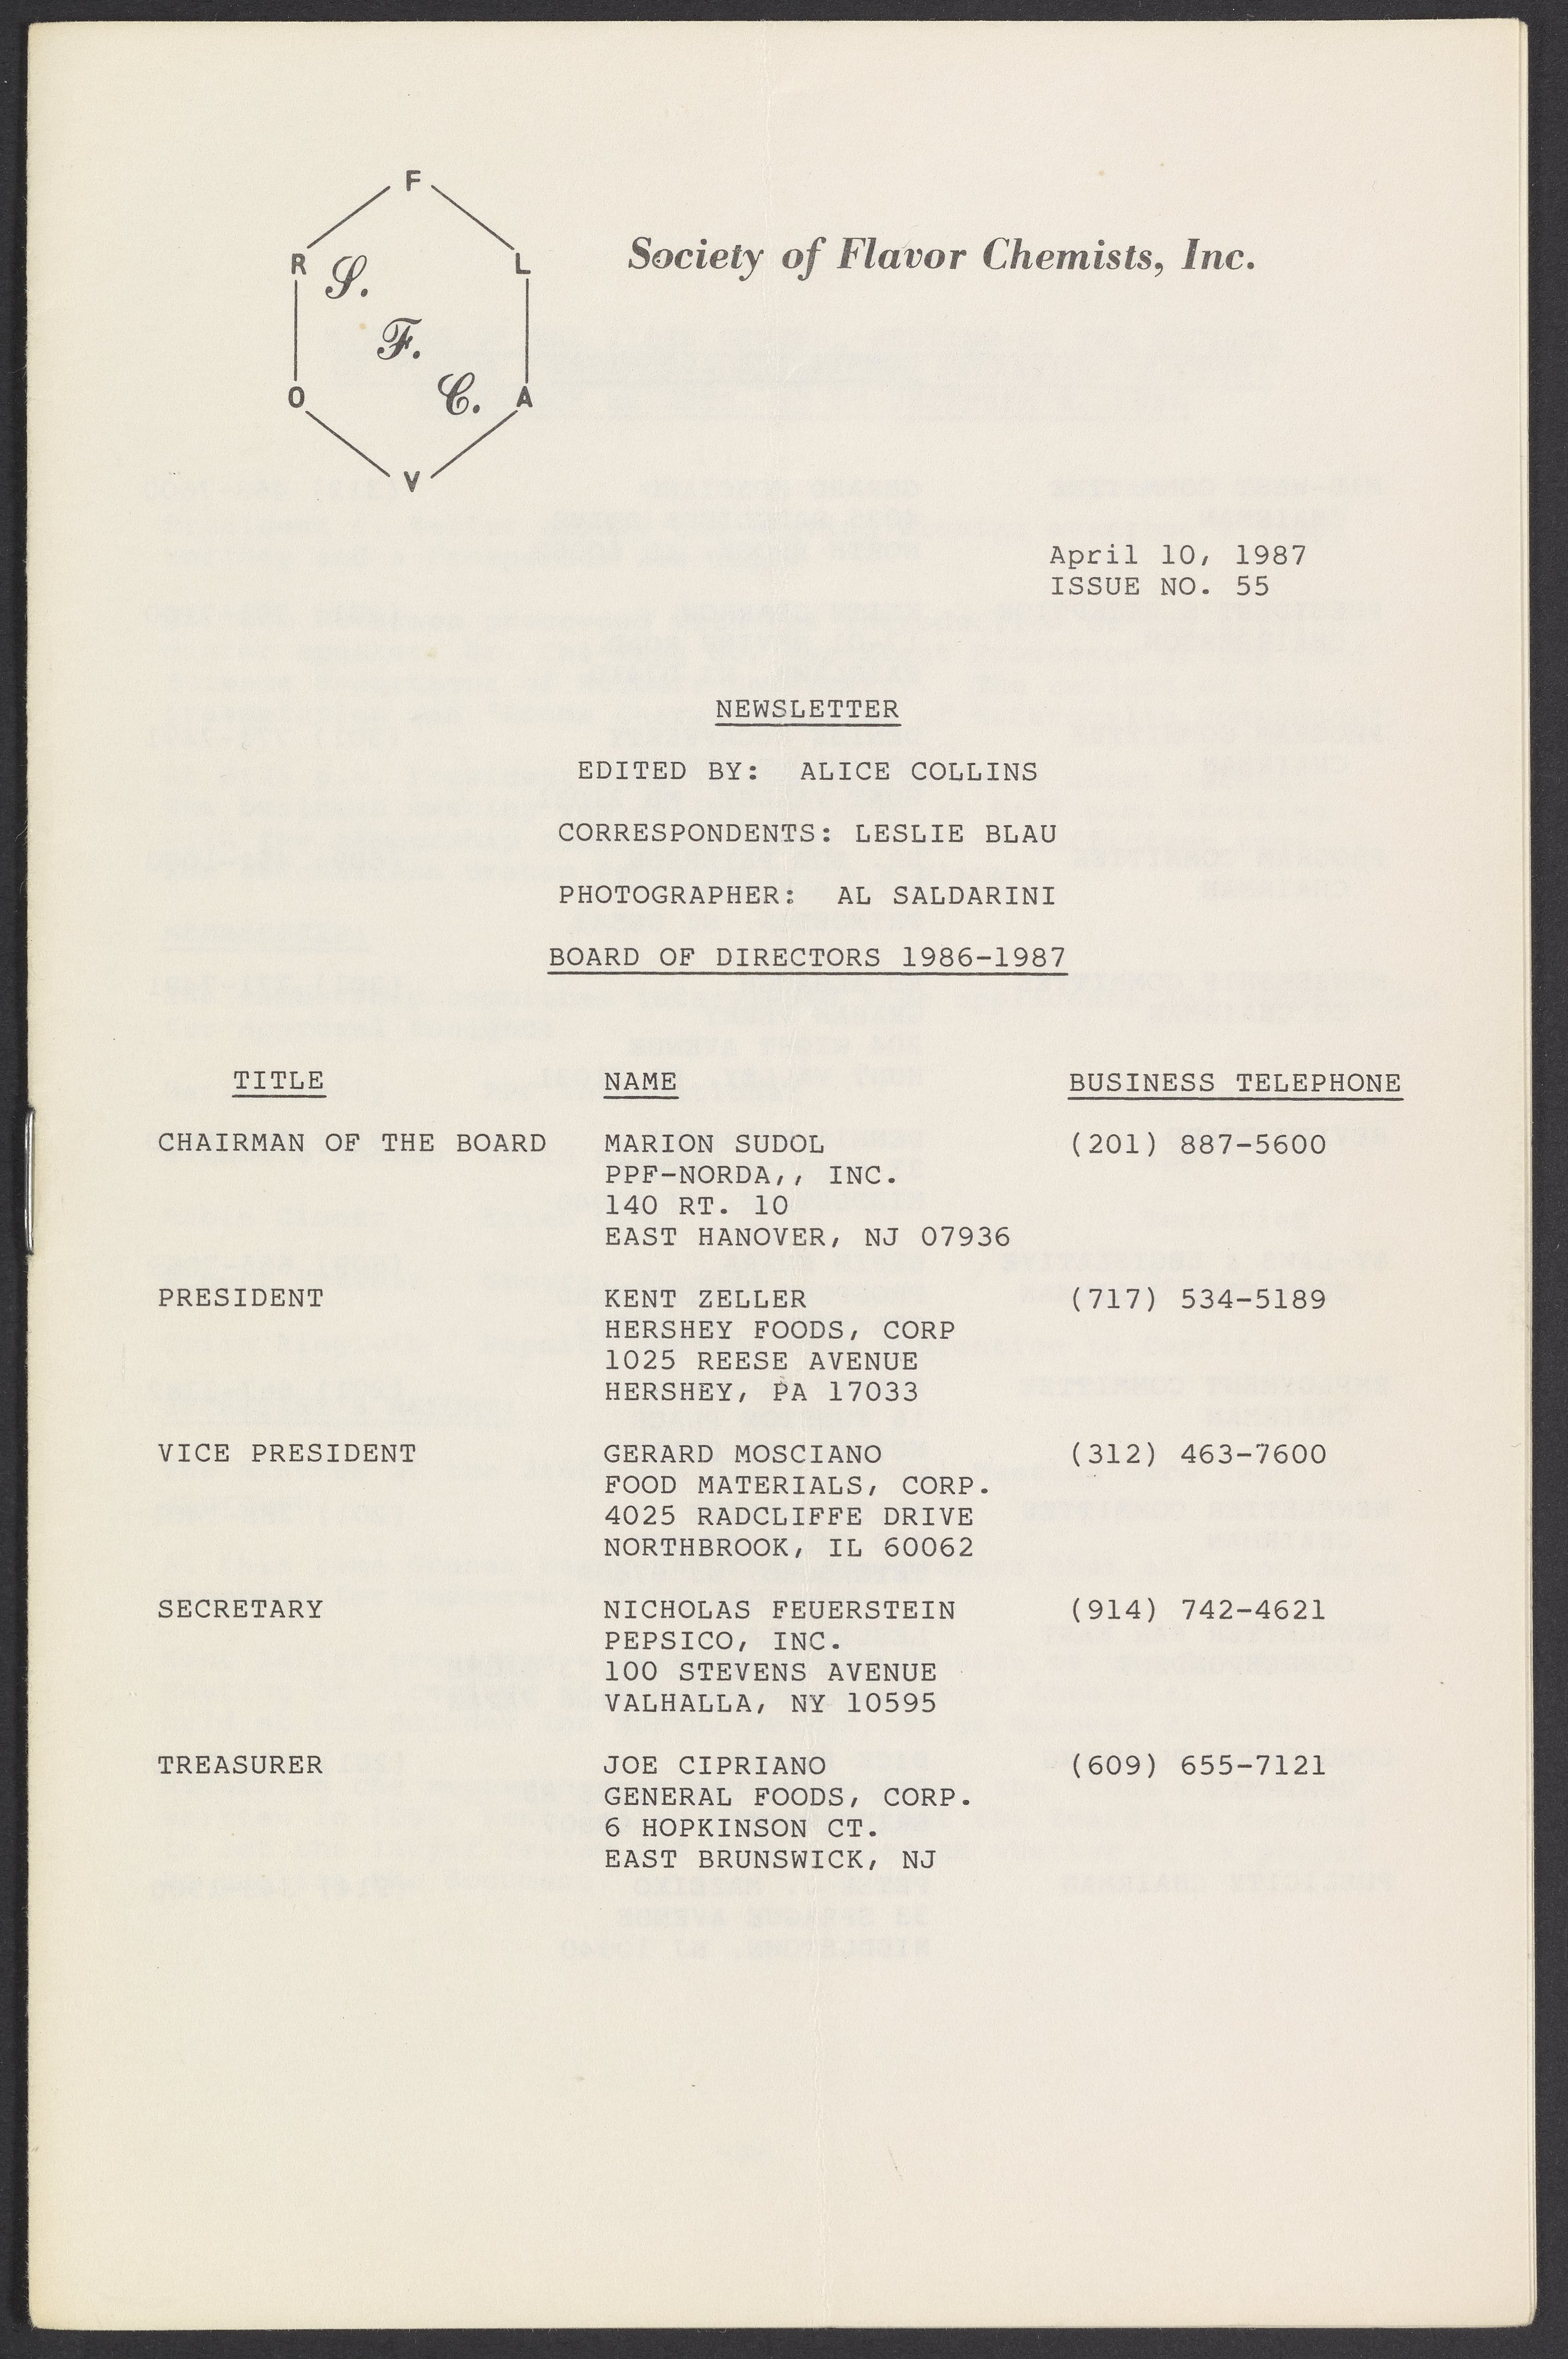 F
R L
S.
F.
C.
O A
V
Society of Flavor Chemists, Inc.
April 10, 1987
ISSUE NO. 55
NEWSLETTER
EDITED BY: ALICE COLLINS
CORRESPONDENTS: LESLIE BLAU
PHOTOGRAPHER: AL SALDARINI
BOARD OF DIRECTORS 1986-1987
TITLE NAME BUSINESS TELEPHONE
CHAIRMAN OF THE BOARD MARION SUDOL (201) 887-5600
PPF-NORDA,, INC.
140 RT. 10
EAST HANOVER, NJ 07936
PRESIDENT KENT ZELLER (717) 534-5189
HERSHEY FOODS, CORP
1025 REESE AVENUE
HERSHEY, PA 17033
VICE PRESIDENT GERARD MOSCIANO (312) 463-7600
FOOD MATERIALS, CORP.
4025 RADCLIFFE DRIVE
NORTHBROOK, IL 60062
SECRETARY NICHOLAS FEUERSTEIN (914) 742-4621
PEPSICO, INC.
100 STEVENS AVENUE
VALHALLA, NY 10595
TREASURER JOE CIPRIANO (609) 655-7121
GENERAL FOODS, CORP.
6 HOPKINSON CT.
EAST BRUNSWICK, NJ